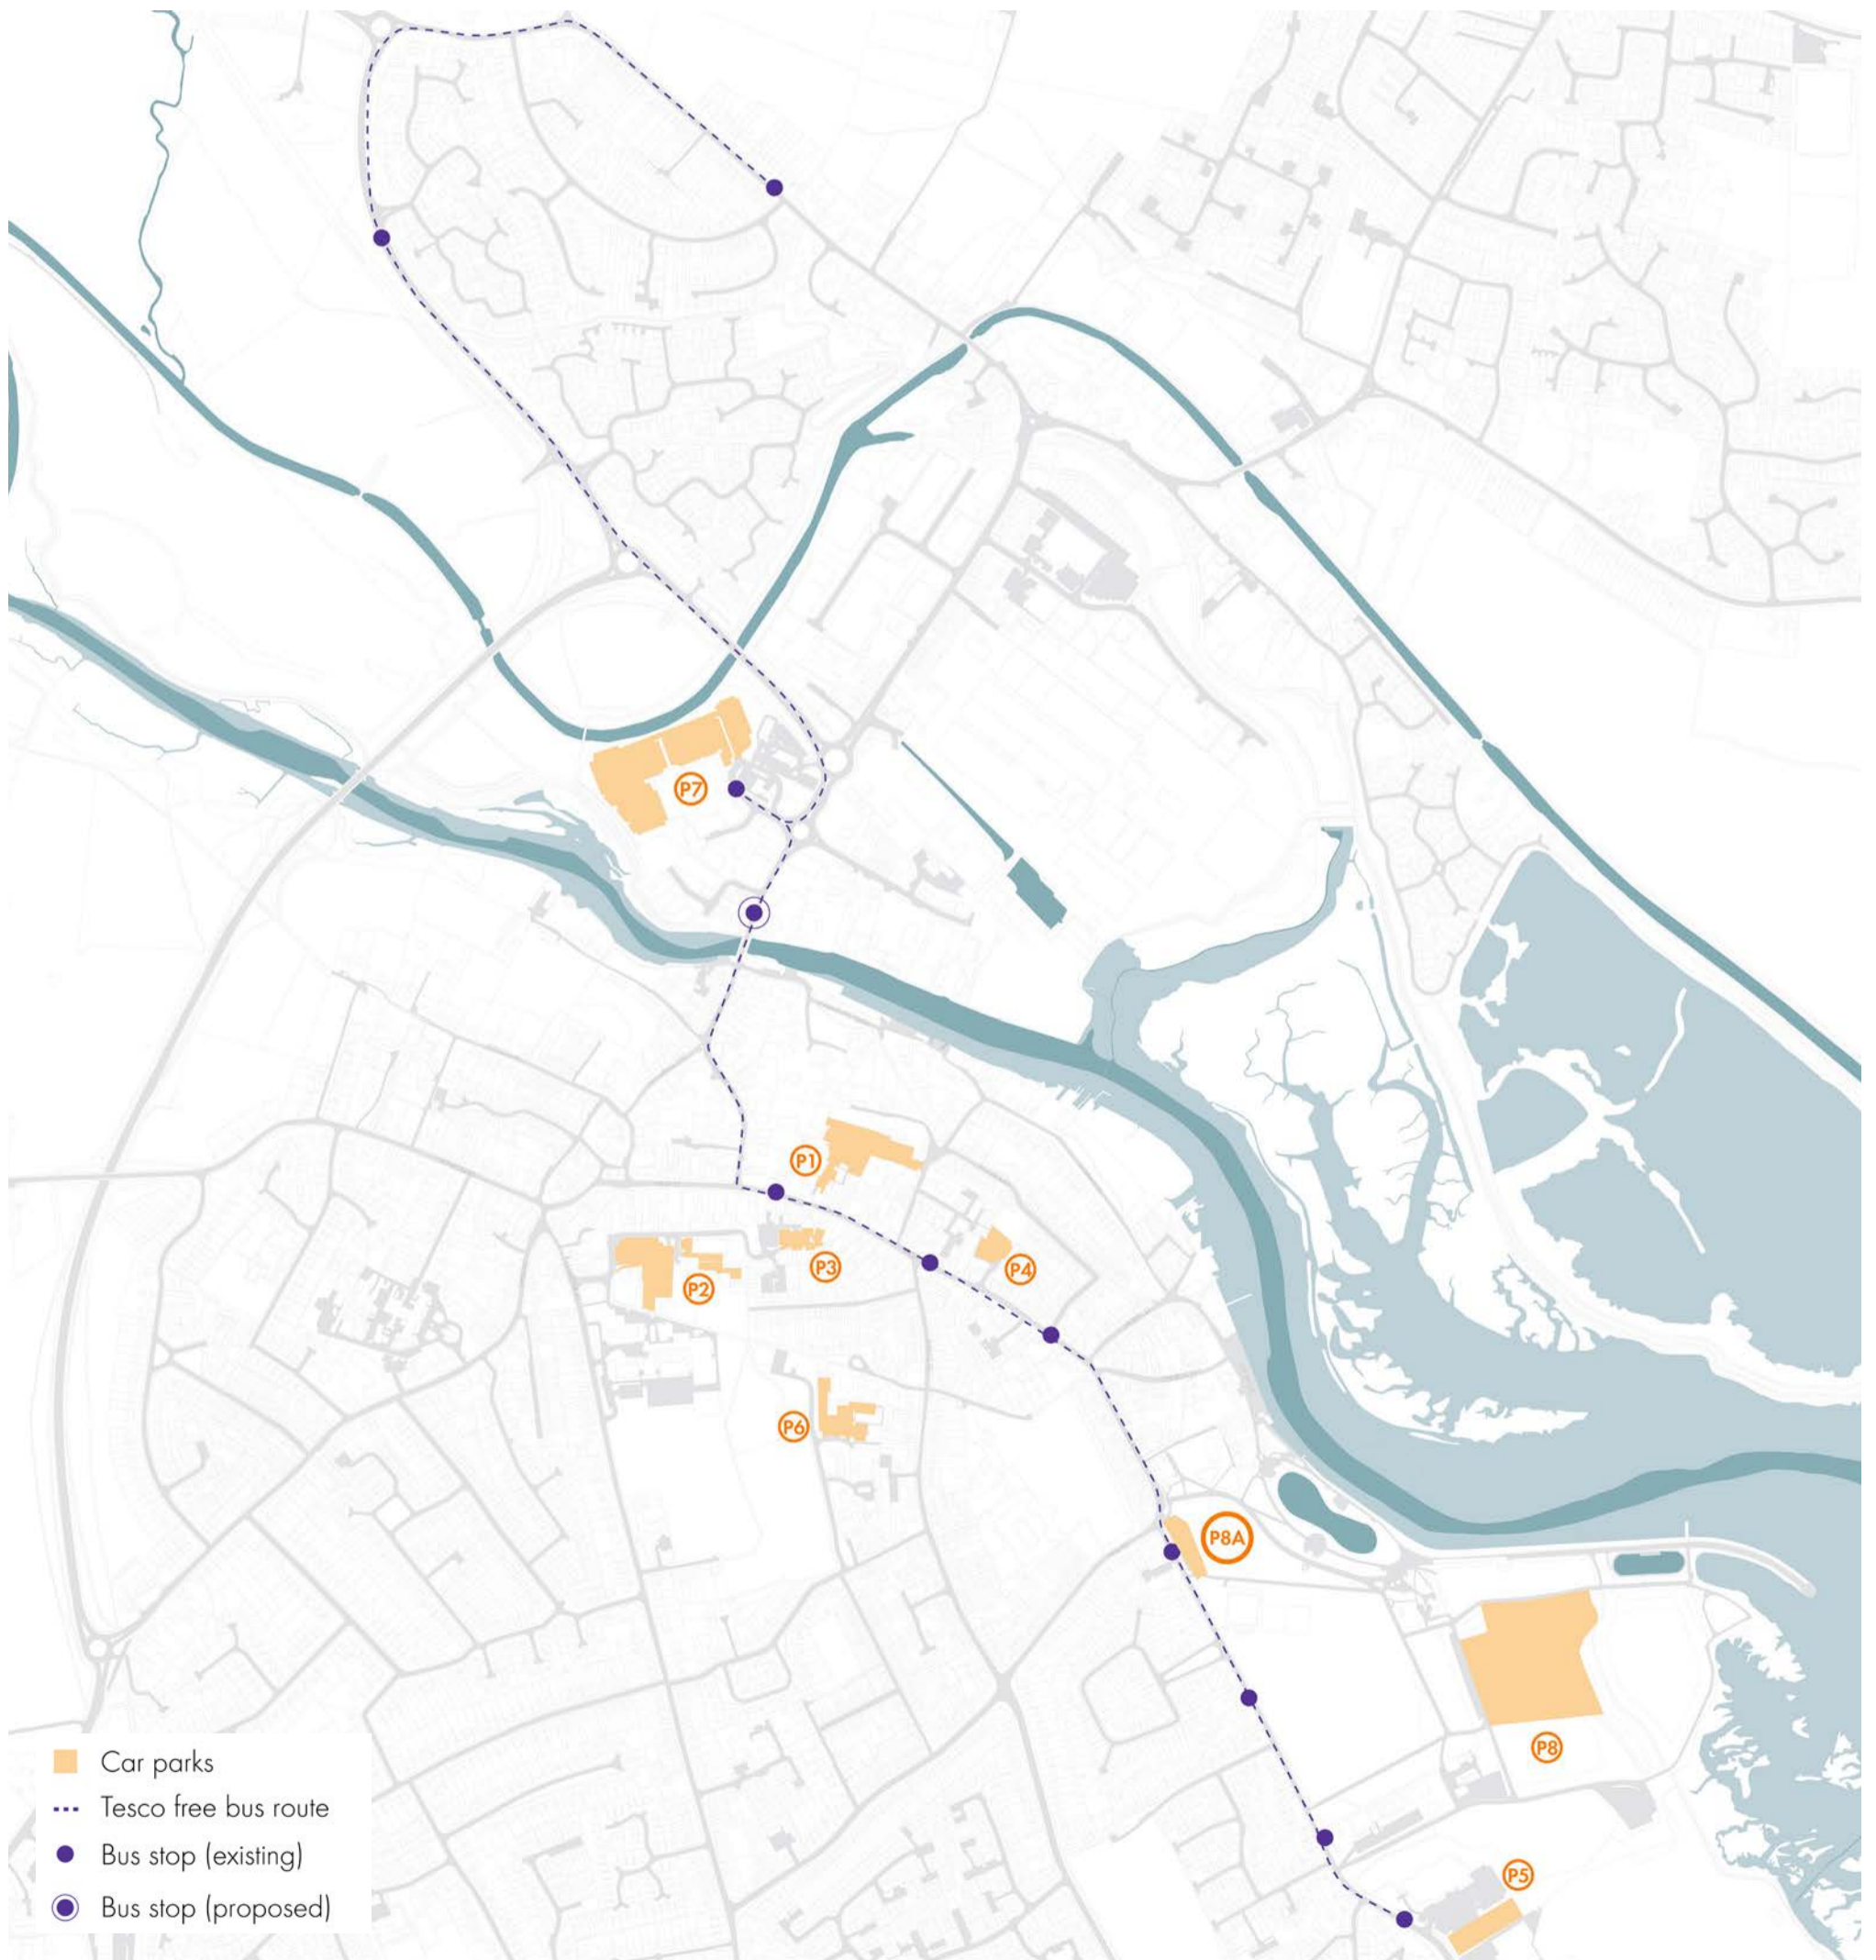 P7
P1
P3
P4
P2
P6
P8A
P8
P5
Car parks
Tesco free bus route
Bus stop (existing)
Bus stop (proposed)